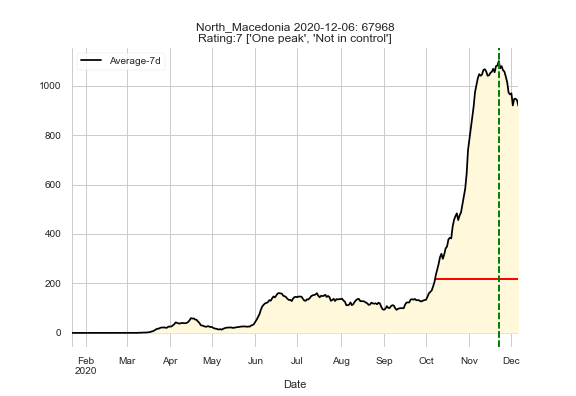 North_Macedonia 2020-12-06: 67968
Rating:7 ['One peak', 'Not in control']
Average-7d
1000
800
600
400
200
0
Feb Mar Apr May Jun Jul Aug Sep Oct Nov Dec
2020
Date